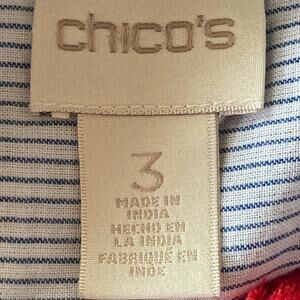 chico's
3
MADE IN
INDIA
HECHO EN
LA INDIA
FABRIQUE EN
INDE